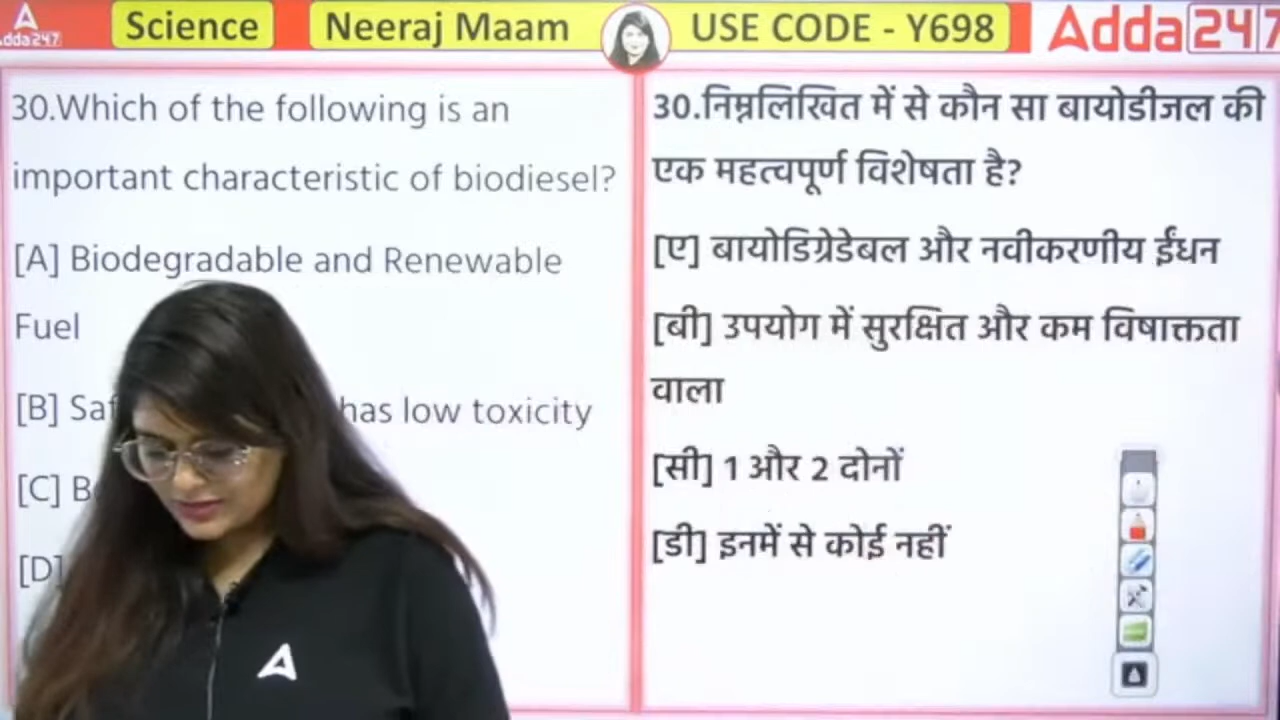 Science
Neeraj Maam
USE CODE - Y698
Adda247
dda247
30.Which of the following is an
important characteristic of biodiesel?
[A] Biodegradable and Renewable
Fuel
[B] has low toxicity
[C]
[D]
30.निम्नलिखित में से कौन सा बायोडीजल की
एक महत्वपूर्ण विशेषता है?
[ए] बायोडिग्रेडेबल और नवीकरणीय ईंधन
[बी] उपयोग में सुरक्षित और कम विषाक्तता
वाला
[सी] 1 और 2 दोनों
[डी] इनमें से कोई नहीं